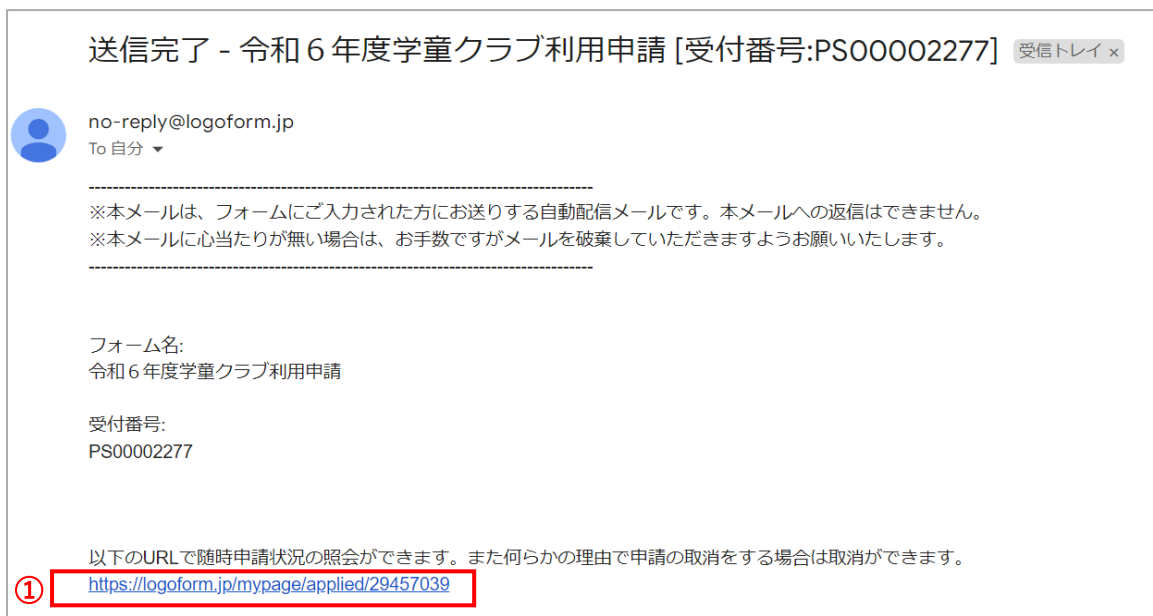 送信完了 - 令和６年度学童クラブ利用申請 [受付番号:PS00002277] 受信トレイ ×
no-reply@logoform.jp
To 自分
------------------------------------------------------------------------------------
※本メールは、フォームにご入力された方にお送りする自動配信メールです。本メールへの返信はできません。
※本メールに心当たりが無い場合は、お手数ですがメールを破棄していただきますようお願いいたします。
------------------------------------------------------------------------------------
フォーム名:
令和６年度学童クラブ利用申請
受付番号:
PS00002277
以下のURLで随時申請状況の照会ができます。また何らかの理由で申請の取消をする場合は取消ができます。
① https://logoform.jp/mypage/applied/29457039